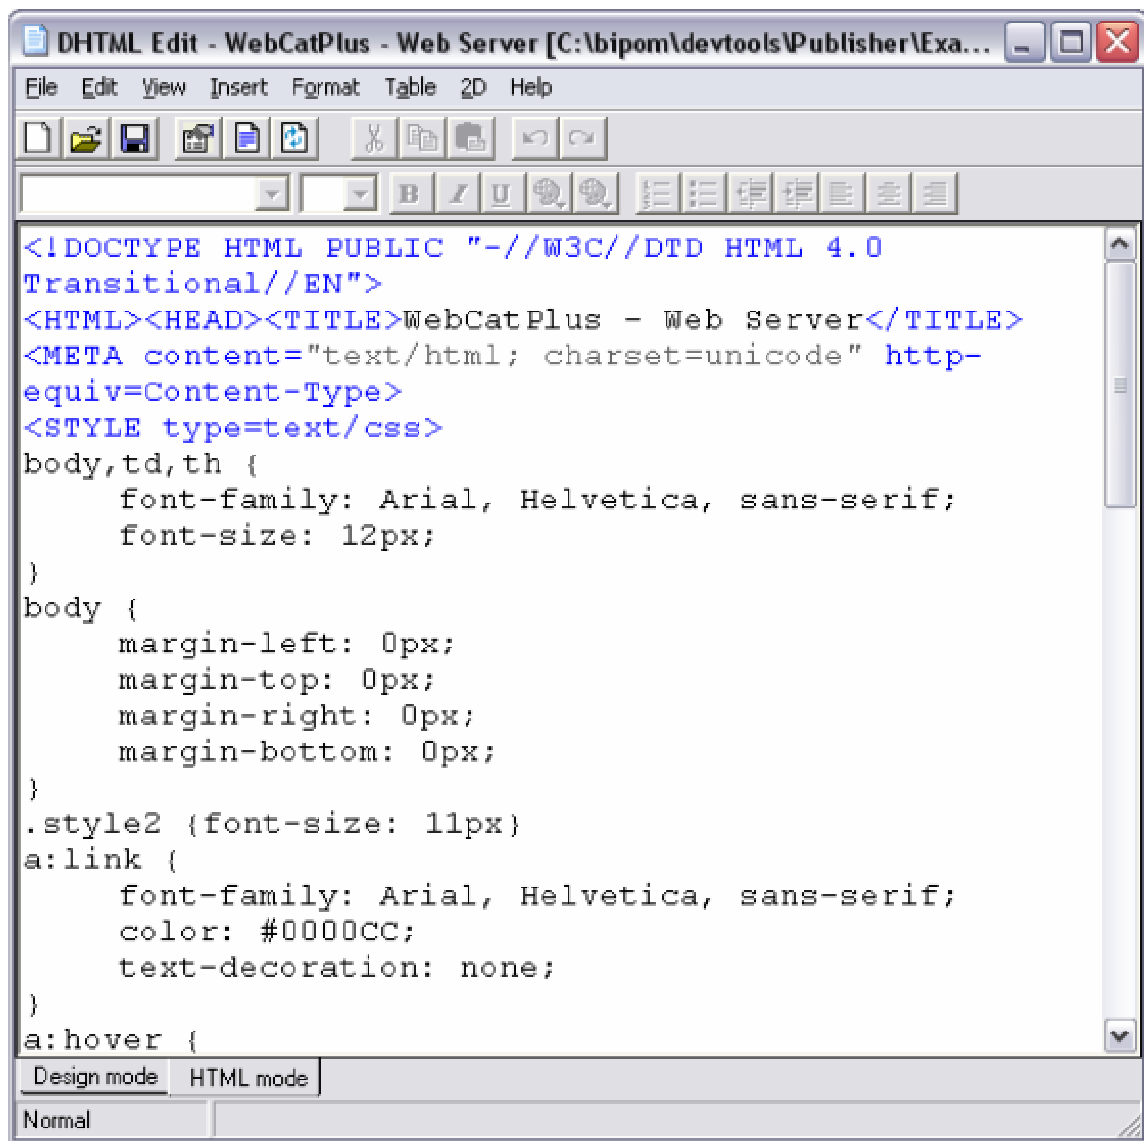 DHTML Edit - WebCatPlus - Web Server [C:\bipom\devtools\Publisher\Exa...
File Edit View Insert Format Table 2D Help
B I U
<!DOCTYPE HTML PUBLIC "-//W3C//DTD HTML 4.0
Transitional//EN">
<HTML><HEAD><TITLE>WebCatPlus - Web Server</TITLE>
<META content="text/html; charset=unicode" http-
equiv=Content-Type>
<STYLE type=text/css>
body,td,th {
font-family: Arial, Helvetica, sans-serif;
font-size: 12px;
}
body {
margin-left: 0px;
margin-top: 0px;
margin-right: 0px;
margin-bottom: 0px;
}
.style2 {font-size: 11px}
a:link {
font-family: Arial, Helvetica, sans-serif;
color: #0000CC;
text-decoration: none;
}
a:hover {
Design mode HTML mode
Normal